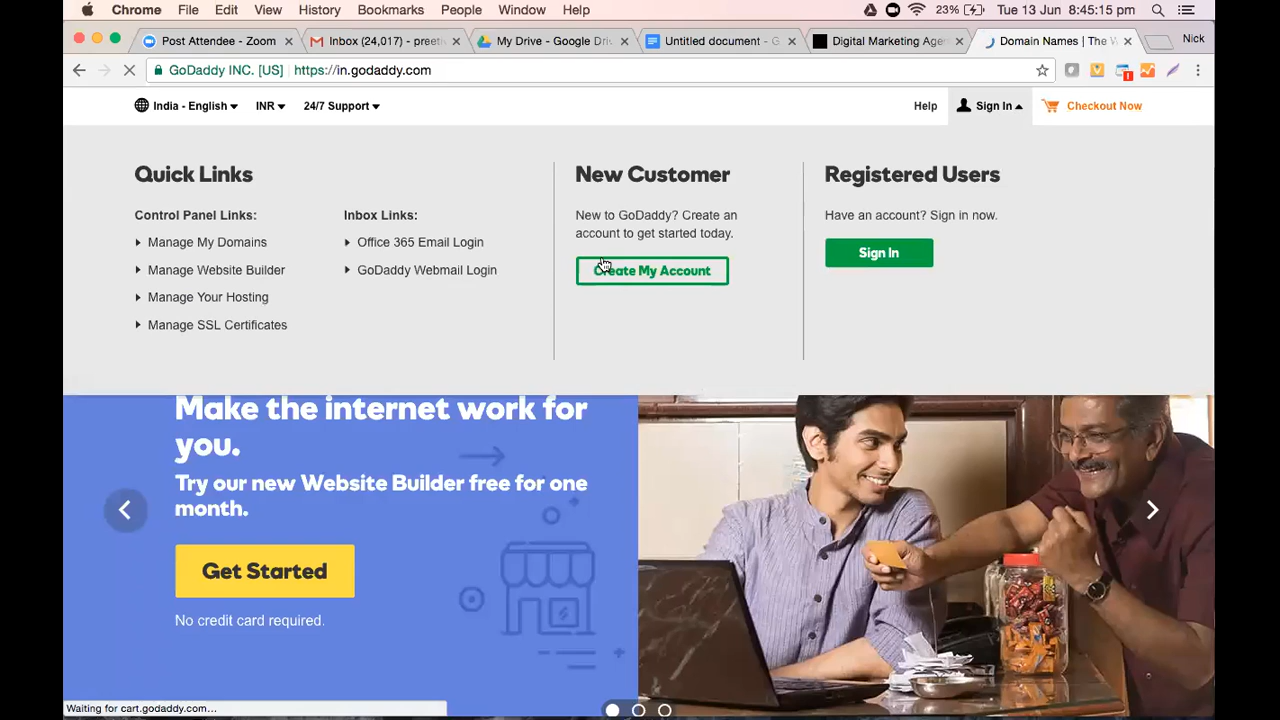 Chrome File Edit View History Bookmarks People Window Help 23% Tue 13 Jun 8:45:15 pm
Post Attendee - Zoom Inbox (24,017) - preet My Drive - Google Dri Untitled document - G Digital Marketing Age Domain Names | The W Nick
GoDaddy INC. [US] https://in.godaddy.com
India - English INR 24/7 Support Help Sign In Checkout Now
Quick Links
Control Panel Links:
Manage My Domains
Manage Website Builder
Manage Your Hosting
Manage SSL Certificates
Inbox Links:
Office 365 Email Login
GoDaddy Webmail Login
New Customer
New to GoDaddy? Create an
account to get started today.
Create My Account
Registered Users
Have an account? Sign in now.
Sign In
Make the internet work for
you.
Try our new Website Builder free for one
month.
Get Started
No credit card required.
Waiting for cart.godaddy.com...